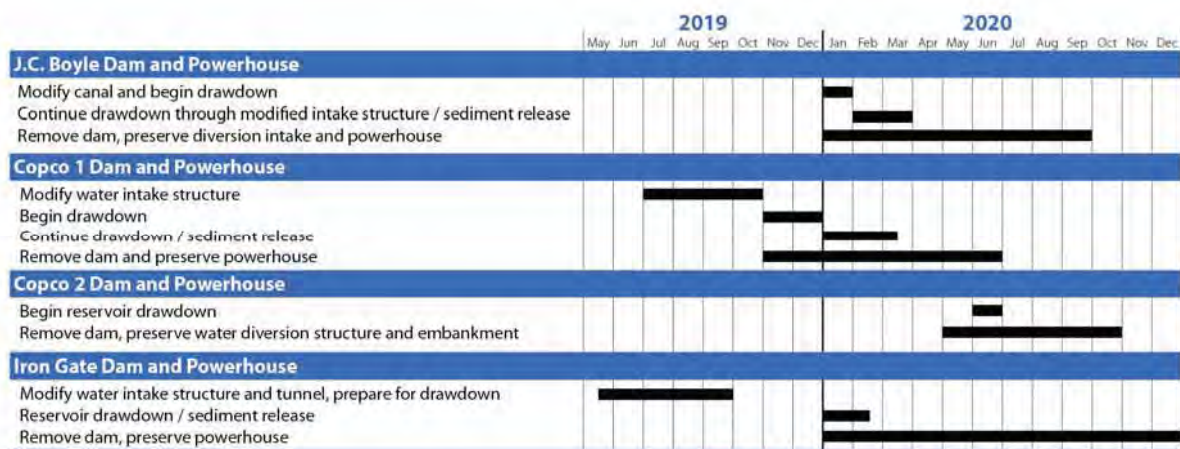 2019 2020
May Jun Jul Aug Sep Oct Nov Dec Jan Feb Mar Apr May Jun Jul Aug Sep Oct Nov Dec
J.C. Boyle Dam and Powerhouse
Modify canal and begin drawdown
Continue drawdown through modified intake structure / sediment release
Remove dam, preserve diversion intake and powerhouse
Copco 1 Dam and Powerhouse
Modify water intake structure
Begin drawdown
Continue drawdown / sediment release
Remove dam and preserve powerhouse
Copco 2 Dam and Powerhouse
Begin reservoir drawdown
Remove dam, preserve water diversion structure and embankment
Iron Gate Dam and Powerhouse
Modify water intake structure and tunnel, prepare for drawdown
Reservoir drawdown / sediment release
Remove dam, preserve powerhouse